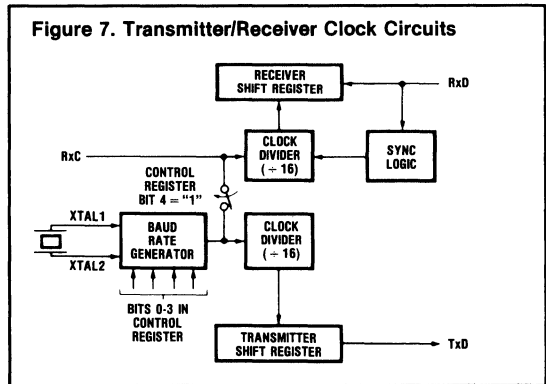 Figure 7. Transmitter/Receiver Clock Circuits
RECEIVER
SHIFT REGISTER
RxD
RxC
CLOCK
DIVIDER
(÷ 16)
SYNC
LOGIC
CONTROL
REGISTER
BIT 4 = "1"
XTAL1
XTAL2
BAUD
RATE
GENERATOR
CLOCK
DIVIDER
(÷ 16)
BITS 0-3 IN
CONTROL
REGISTER
TRANSMITTER
SHIFT REGISTER
TxD